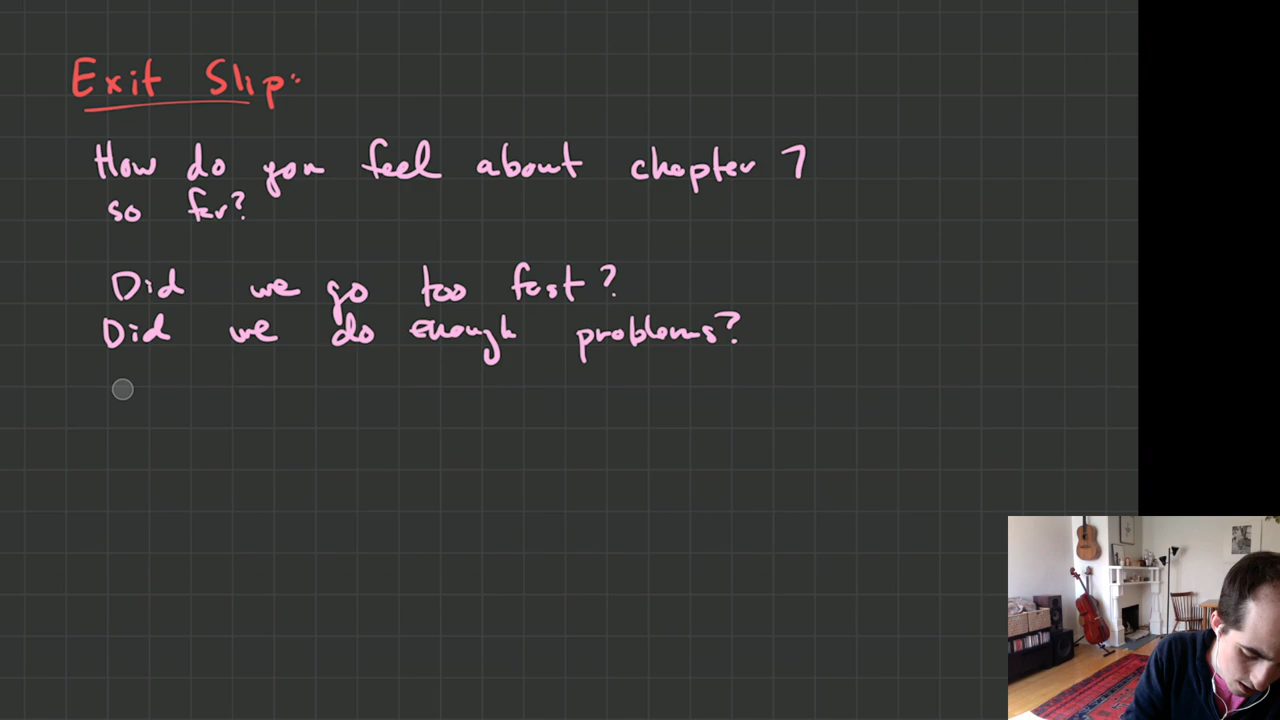 Exit Slip:
How do you feel about chapter 7
so far?
Did we go too fast?
Did we do enough problems?